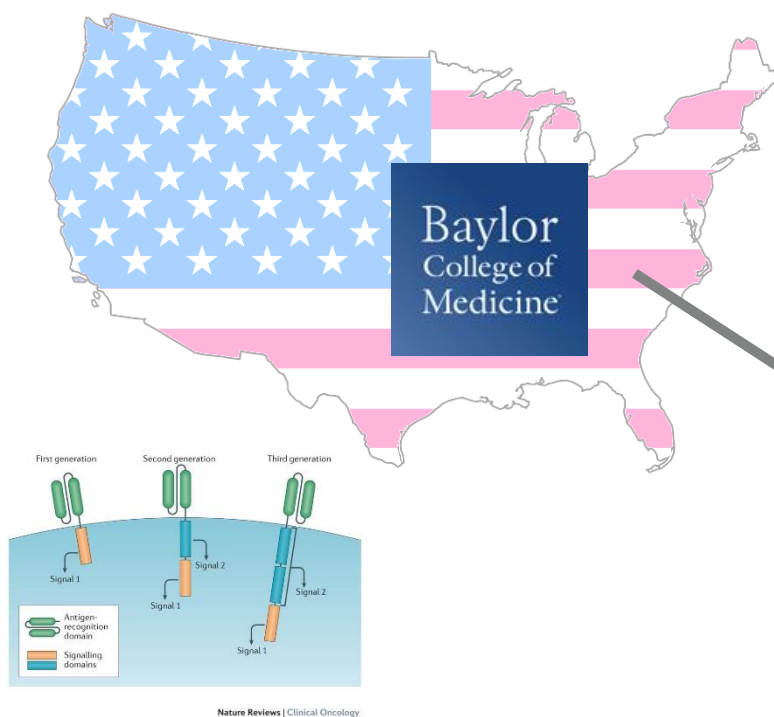 Baylor
College of
Medicine
First generation
Second generation
Third generation
Signal 1
Signal 2
Signal 1
Signal 2
Signal 1
Antigen-
recognition
domain
Signalling
domains
Nature Reviews | Clinical Oncology